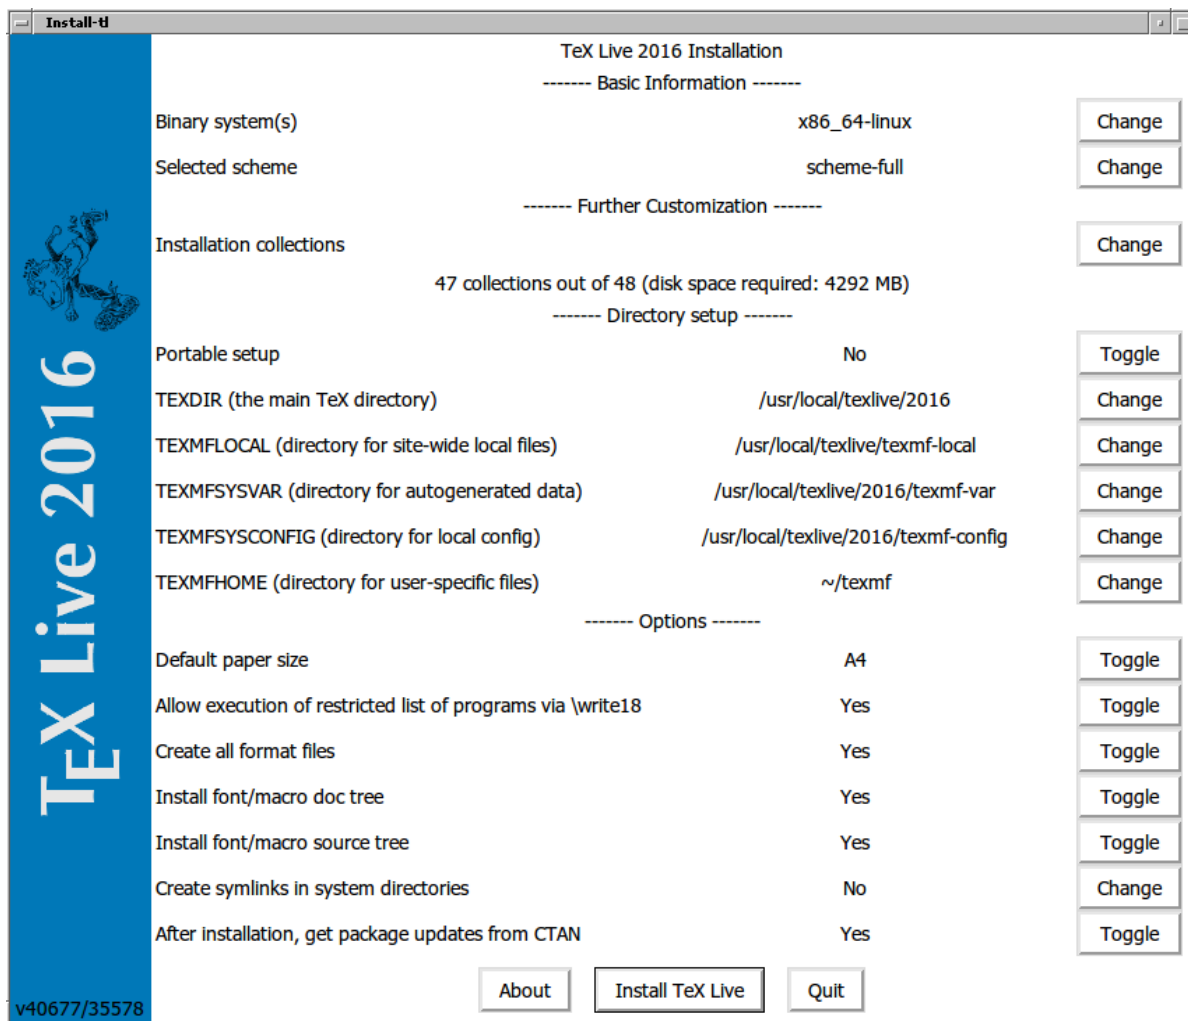 Install-tl
TeX Live 2016 Installation
------- Basic Information -------
Binary system(s) x86_64-linux Change
Selected scheme scheme-full Change
------- Further Customization -------
Installation collections Change
47 collections out of 48 (disk space required: 4292 MB)
------- Directory setup -------
Portable setup No Toggle
TEXDIR (the main TeX directory) /usr/local/texlive/2016 Change
TEXMFLOCAL (directory for site-wide local files) /usr/local/texlive/texmf-local Change
TEXMFSYSVAR (directory for autogenerated data) /usr/local/texlive/2016/texmf-var Change
TEXMFSYSCONFIG (directory for local config) /usr/local/texlive/2016/texmf-config Change
TEXMFHOME (directory for user-specific files) ~/texmf Change
------- Options -------
Default paper size A4 Toggle
Allow execution of restricted list of programs via \write18 Yes Toggle
Create all format files Yes Toggle
Install font/macro doc tree Yes Toggle
Install font/macro source tree Yes Toggle
Create symlinks in system directories No Change
After installation, get package updates from CTAN Yes Toggle
About Install TeX Live Quit
TEX Live 2016
v40677/35578